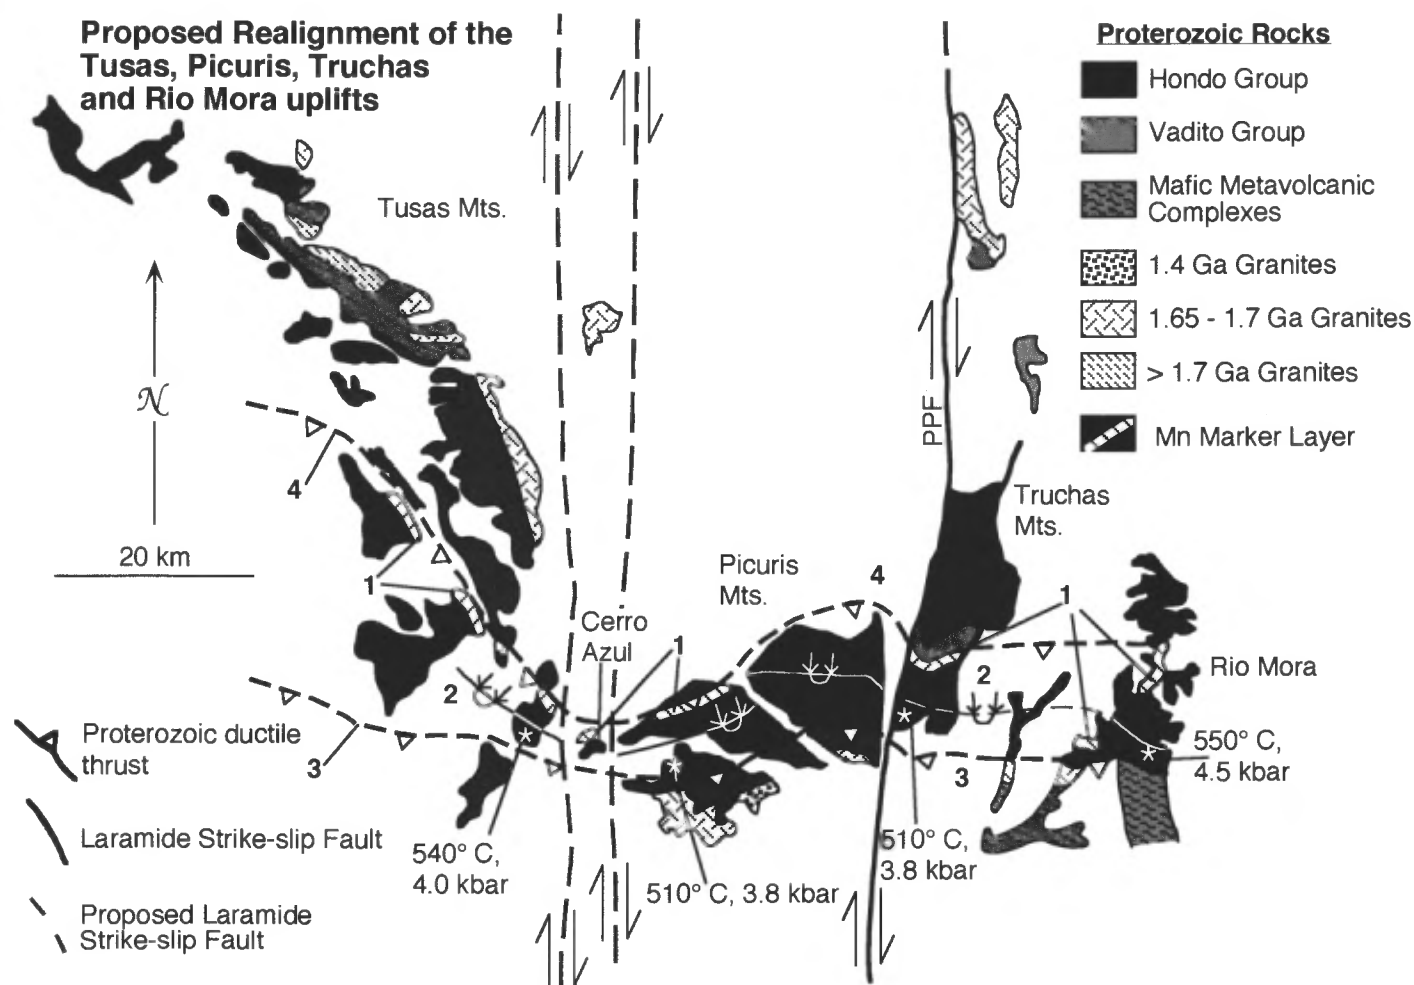 Proposed Realignment of the
Tusas, Picuris, Truchas
and Rio Mora uplifts
Proterozoic Rocks
Hondo Group
Vadito Group
Mafic Metavolcanic
Complexes
1.4 Ga Granites
1.65 - 1.7 Ga Granites
> 1.7 Ga Granites
Mn Marker Layer
Tusas Mts.
N
20 km
4
1
2
3
PPF
Truchas
Mts.
Picuris
Mts.
4
Cerro
Azul
1
1
2
Rio Mora
3
550° C,
4.5 kbar
540° C,
4.0 kbar
510° C, 3.8 kbar
510° C,
3.8 kbar
Proterozoic ductile
thrust
Laramide Strike-slip Fault
Proposed Laramide
Strike-slip Fault